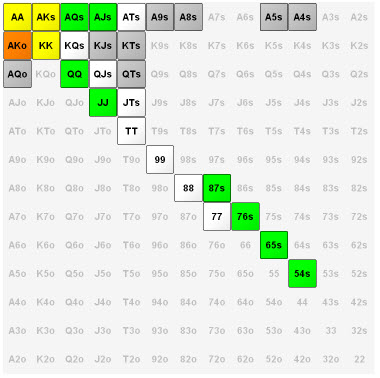 AA AKs AQs AJs ATs A9s A8s A7s A6s A5s A4s A3s A2s
AKo KK KQs KJs KTs K9s K8s K7s K6s K5s K4s K3s K2s
AQo KQo QQ QJs QTs Q9s Q8s Q7s Q6s Q5s Q4s Q3s Q2s
AJo KJo QJo JJ JTs J9s J8s J7s J6s J5s J4s J3s J2s
ATo KTo QTo JTo TT T9s T8s T7s T6s T5s T4s T3s T2s
A9o K9o Q9o J9o T9o 99 98s 97s 96s 95s 94s 93s 92s
A8o K8o Q8o J8o T8o 98o 88 87s 86s 85s 84s 83s 82s
A7o K7o Q7o J7o T7o 97o 87o 77 76s 75s 74s 73s 72s
A6o K6o Q6o J6o T6o 96o 86o 76o 66 65s 64s 63s 62s
A5o K5o Q5o J5o T5o 95o 85o 75o 65o 55 54s 53s 52s
A4o K4o Q4o J4o T4o 94o 84o 74o 64o 54o 44 43s 42s
A3o K3o Q3o J3o T3o 93o 83o 73o 63o 53o 43o 33 32s
A2o K2o Q2o J2o T2o 92o 82o 72o 62o 52o 42o 32o 22